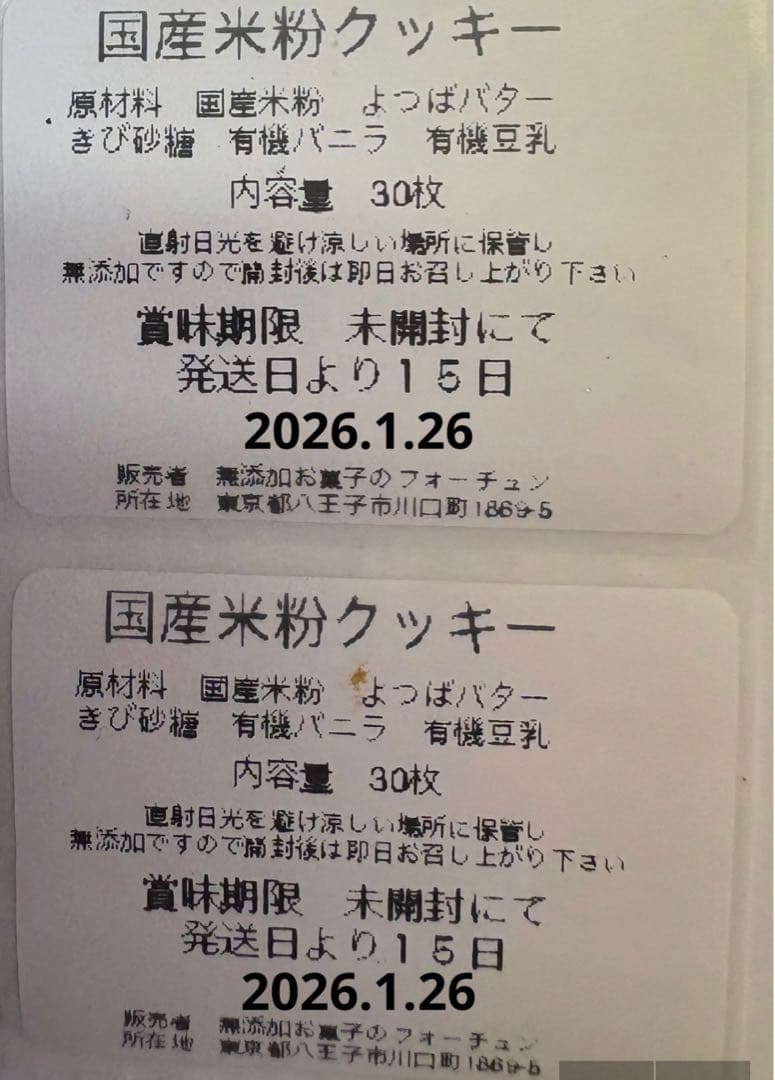 国産米粉クッキー
原材料　国産米粉　よつばバター
きび砂糖　有機バニラ　有機豆乳
内容量　30枚
直射日光を避け涼しい場所に保管し
無添加ですので開封後は即日お召し上がり下さい
賞味期限　未開封にて
発送日より１５日
2026.1.26
販売者　無添加お菓子のフォーチュン
所在地　東京都八王子市川口町1869-5
国産米粉クッキー
原材料　国産米粉　よつばバター
きび砂糖　有機バニラ　有機豆乳
内容量　30枚
直射日光を避け涼しい場所に保管し
無添加ですので開封後は即日お召し上がり下さい
賞味期限　未開封にて
発送日より１５日
2026.1.26
販売者　無添加お菓子のフォーチュン
所在地　東京都八王子市川口町1869-5